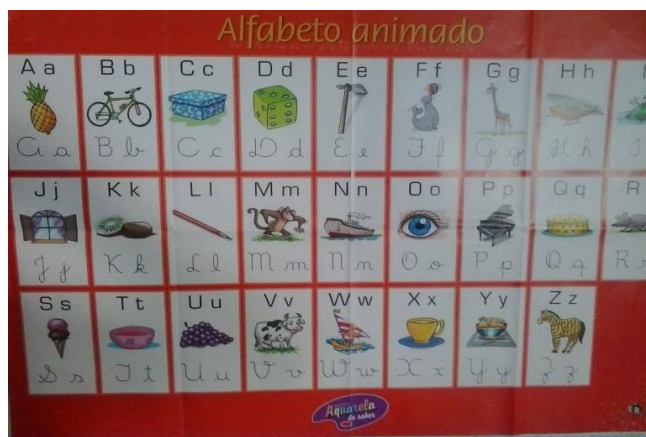 Alfabeto animado
A a B b C c D d E e F f G g H h I
A a B b C c D d E e F f G g H h I
J j K k L l M m N n O o P p Q q R
J j K k L l M m N n O o P p Q q R
S s T t U u V v W w X x Y y Z z
S s T t U u V v W w X x Y y Z z
Aquarela
do saber